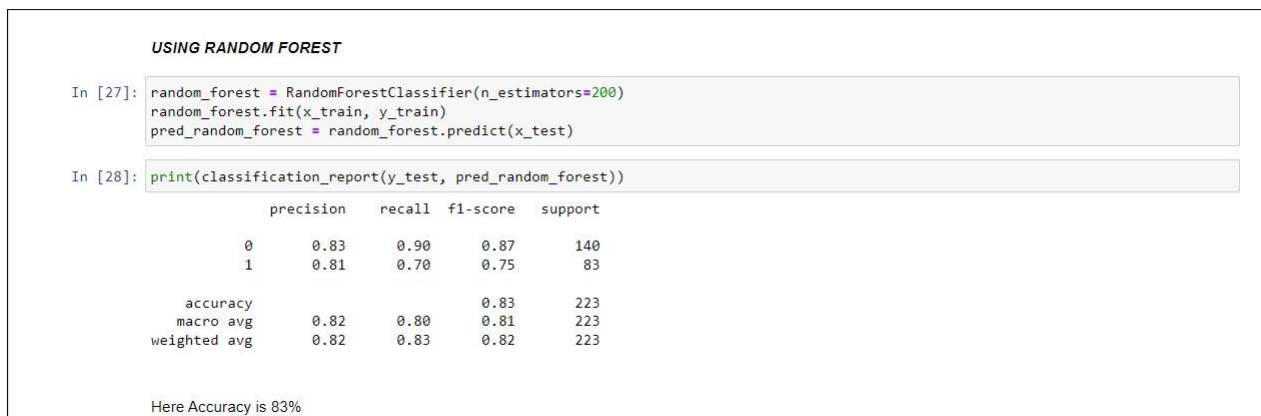 USING RANDOM FOREST
In [27]: random_forest = RandomForestClassifier(n_estimators=200)
random_forest.fit(x_train, y_train)
pred_random_forest = random_forest.predict(x_test)
In [28]: print(classification_report(y_test, pred_random_forest))
precision recall f1-score support
0 0.83 0.90 0.87 140
1 0.81 0.70 0.75 83
accuracy 0.83 223
macro avg 0.82 0.80 0.81 223
weighted avg 0.82 0.83 0.82 223
Here Accuracy is 83%